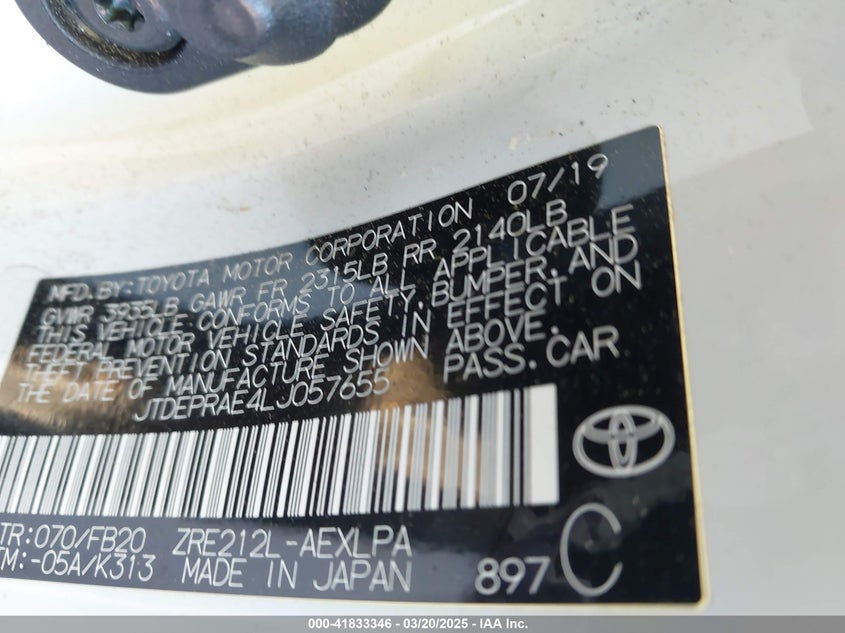 MFD.BY:TOYOTA MOTOR CORPORATION 07/19
GVWR 3935LB GAWR FR 2315LB RR 2140LB
THIS VEHICLE CONFORMS TO ALL APPLICABLE
FEDERAL MOTOR VEHICLE SAFETY,BUMPER,AND
THEFT PREVENTION STANDARDS IN EFFECT ON
THE DATE OF MANUFACTURE SHOWN ABOVE.
JTDEPRAE4LJ057655 PASS.CAR
TR:070/FB20 ZRE212L-AEXLPA
TM:-05A/K313 MADE IN JAPAN 897 C
000-41833346 - 03/20/2025 - IAA Inc.